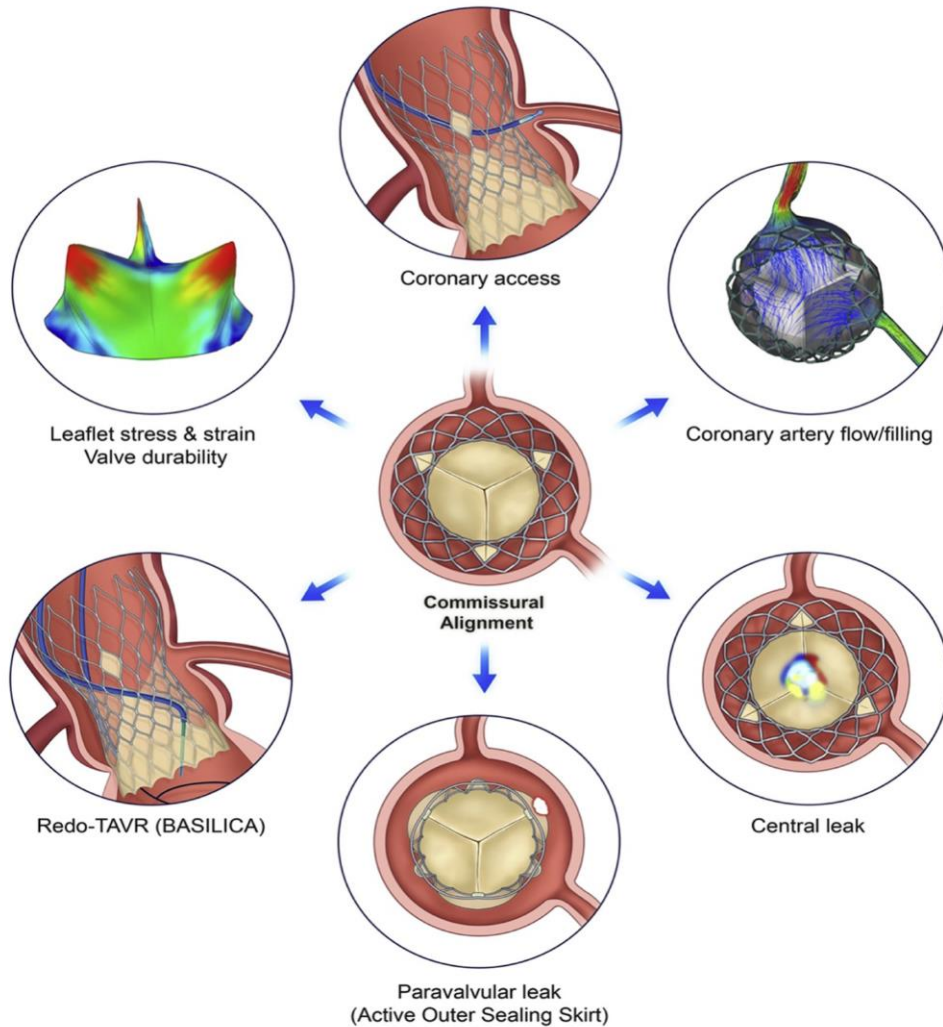 Coronary access
Leaflet stress & strain
Valve durability
Coronary artery flow/filling
Commissural
Alignment
Redo-TAVR (BASILICA)
Central leak
Paravalvular leak
(Active Outer Sealing Skirt)